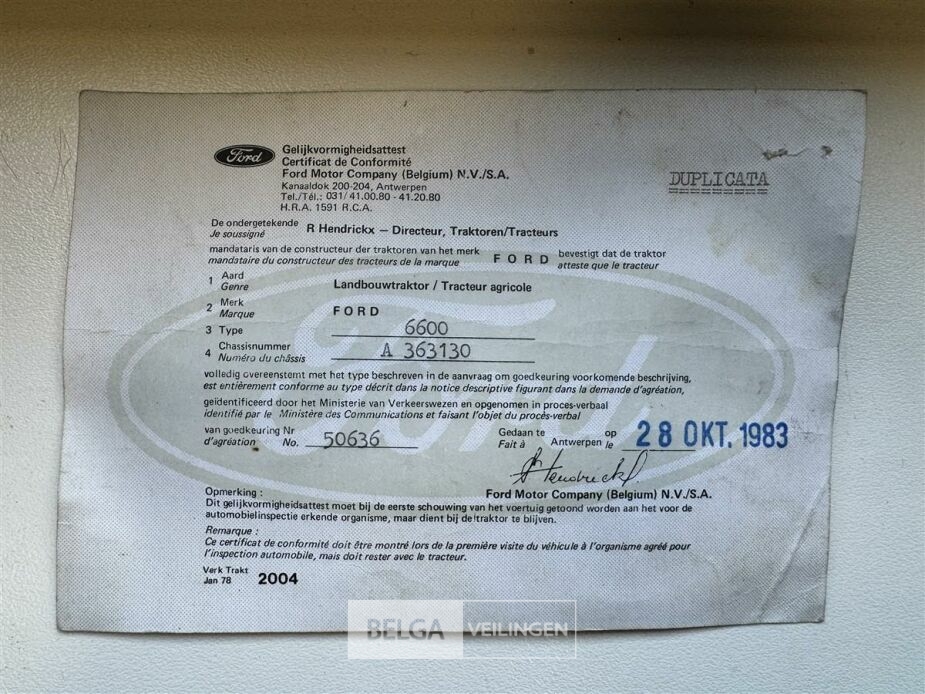 Ford
Gelijkvormigheidsattest
Certificat de Conformité
Ford Motor Company (Belgium) N.V./S.A.
Kanaaldok 200-204, Antwerpen
Tel./Tél.: 031/ 41.00.80 - 41.20.80
H.R.A. 1591 R.C.A.
DUPLICATA
De ondergetekende
Je soussigné
R Hendrickx – Directeur, Traktoren/Tracteurs
mandataris van de constructeur der traktoren van het merk
mandataire du constructeur des tracteurs de la marque
FORD
bevestigt dat de traktor
atteste que le tracteur
1 Aard
Genre
Landbouwtraktor / Tracteur agricole
2 Merk
Marque
FORD
3 Type 6600
4 Chassisnummer
Numéro du châssis
A 363130
volledig overeenstemt met het type beschreven in de aanvraag om goedkeuring voorkomende beschrijving,
est entièrement conforme au type décrit dans la notice descriptive figurant dans la demande d'agréation,
geïdentificeerd door het Ministerie van Verkeerswezen en opgenomen in proces-verbaal
identifié par le Ministère des Communications et faisant l'objet du procès-verbal
van goedkeuring Nr
d'agréation No. 50636
Gedaan te
Fait à
Antwerpen
op
le
28 OKT. 1983
Hendrickx
Ford Motor Company (Belgium) N.V./S.A.
Opmerking :
Dit gelijkvormigheidsattest moet bij de eerste schouwing van het voertuig getoond worden aan het voor de
automobielinspectie erkende organisme, maar dient bij de traktor te blijven.
Remarque :
Ce certificat de conformité doit être montré lors de la première visite du véhicule à l'organisme agréé pour
l'inspection automobile, mais doit rester avec le tracteur.
Verk Trakt
Jan 78
2004
Ford
BELGA VEILINGEN